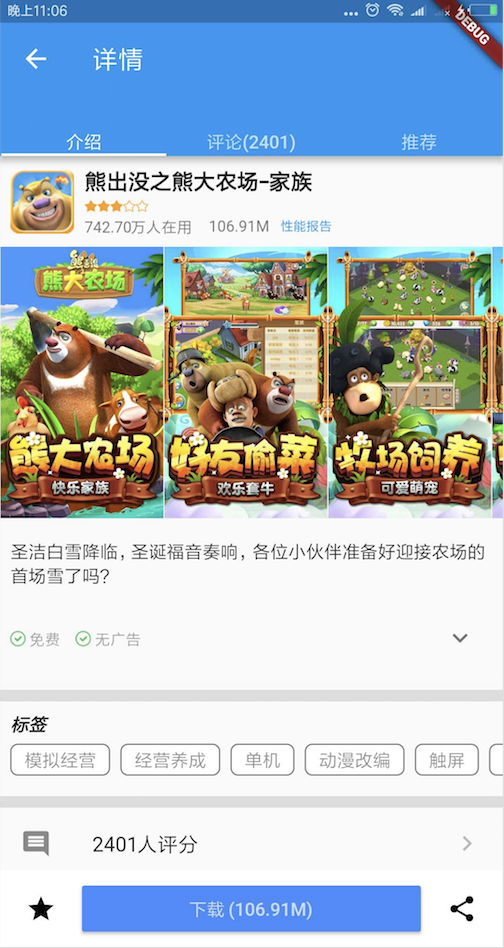 晚上11:06
DEBUG
详情
介绍
评论(2401)
推荐
熊出没之熊大农场-家族
742.70万人在用
106.91M
性能报告
熊出没
熊大农场
熊大农场
快乐家族
好友偷菜
欢乐套牛
牧场饲养
可爱萌宠
圣洁白雪降临，圣诞福音奏响，各位小伙伴准备好迎接农场的
首场雪了吗？
免费
无广告
标签
模拟经营
经营养成
单机
动漫改编
触屏
2401人评分
下载 (106.91M)